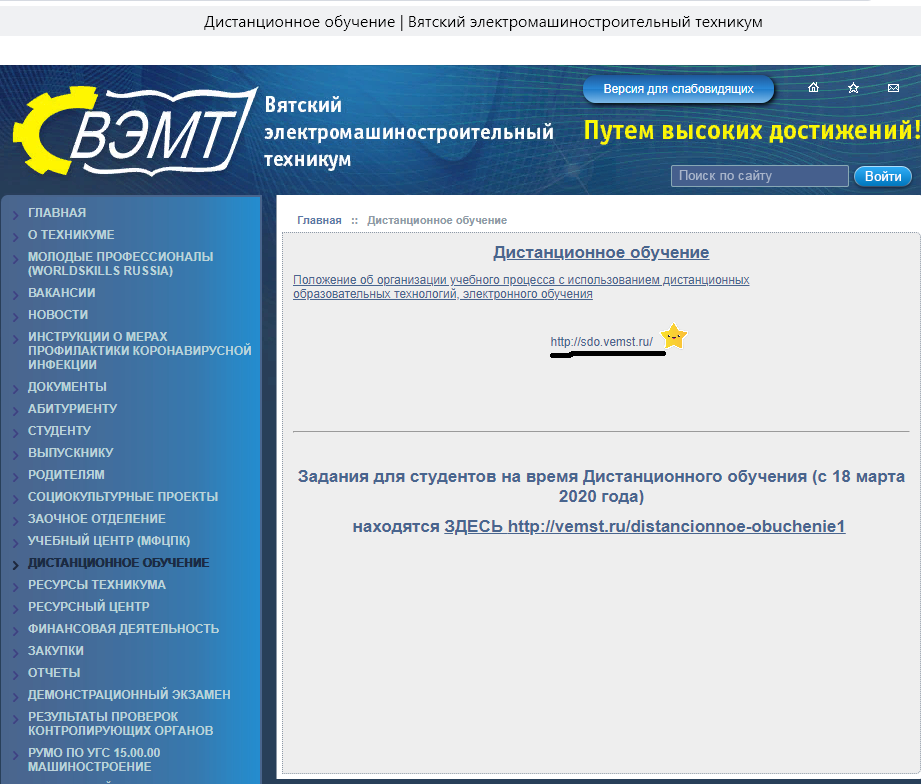 Дистанционное обучение | Вятский электромашиностроительный техникум
ВЭМТ
Вятский
электромашиностроительный
техникум
Версия для слабовидящих
Путем высоких достижений!
Поиск по сайту
Войти
ГЛАВНАЯ
О ТЕХНИКУМЕ
МОЛОДЫЕ ПРОФЕССИОНАЛЫ
(WORLDSKILLS RUSSIA)
ВАКАНСИИ
НОВОСТИ
ИНСТРУКЦИИ О МЕРАХ
ПРОФИЛАКТИКИ КОРОНАВИРУСНОЙ
ИНФЕКЦИИ
ДОКУМЕНТЫ
АБИТУРИЕНТУ
СТУДЕНТУ
ВЫПУСКНИКУ
РОДИТЕЛЯМ
СОЦИОКУЛЬТУРНЫЕ ПРОЕКТЫ
ЗАОЧНОЕ ОТДЕЛЕНИЕ
УЧЕБНЫЙ ЦЕНТР (МФЦПК)
ДИСТАНЦИОННОЕ ОБУЧЕНИЕ
РЕСУРСЫ ТЕХНИКУМА
РЕСУРСНЫЙ ЦЕНТР
ФИНАНСОВАЯ ДЕЯТЕЛЬНОСТЬ
ЗАКУПКИ
ОТЧЕТЫ
ДЕМОНСТРАЦИОННЫЙ ЭКЗАМЕН
РЕЗУЛЬТАТЫ ПРОВЕРОК
КОНТРОЛИРУЮЩИХ ОРГАНОВ
РУМО ПО УГС 15.00.00
МАШИНОСТРОЕНИЕ
Главная :: Дистанционное обучение
Дистанционное обучение
Положение об организации учебного процесса с использованием дистанционных
образовательных технологий, электронного обучения
http://sdo.vemst.ru/
Задания для студентов на время Дистанционного обучения (с 18 марта
2020 года)
находятся ЗДЕСЬ http://vemst.ru/distancionnoe-obuchenie1